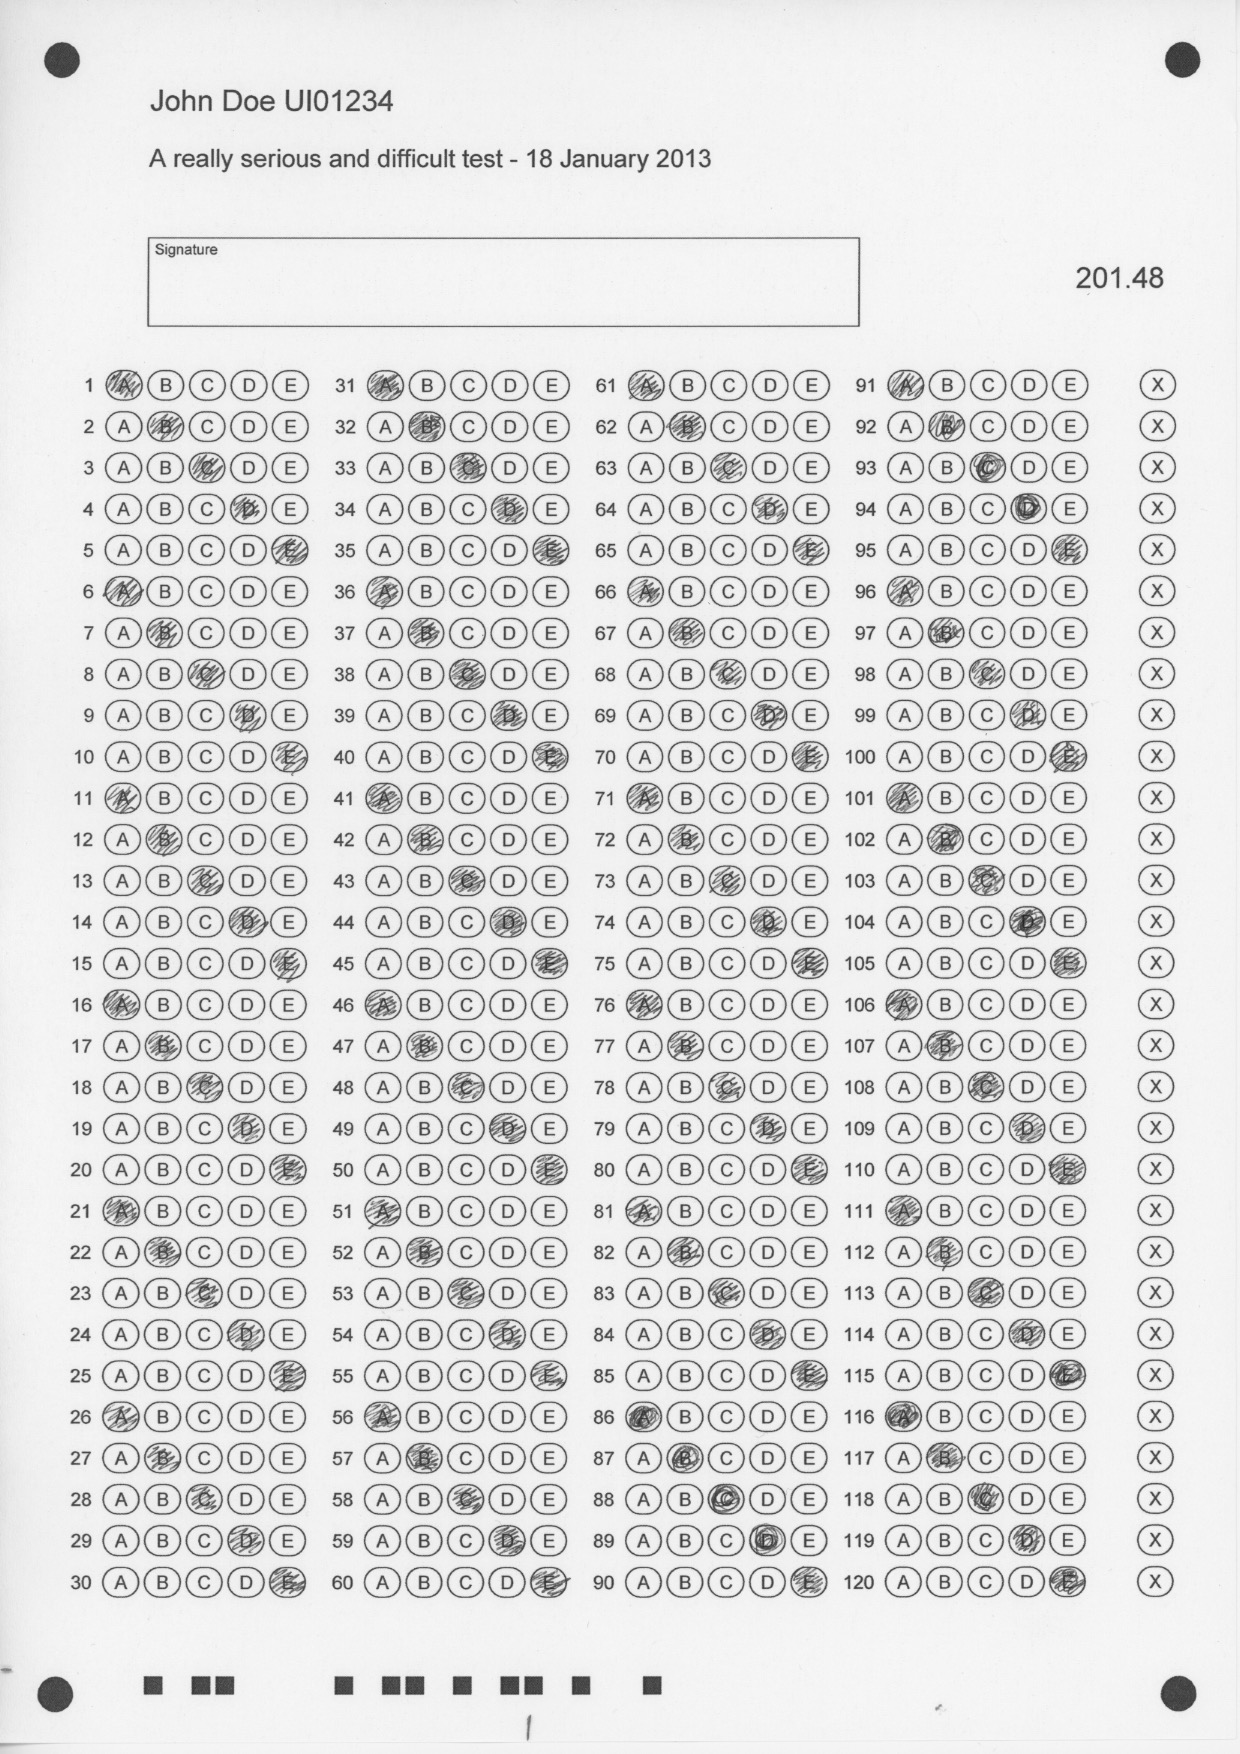 John Doe UI01234
A really serious and difficult test - 18 January 2013
Signature
201.48
1 A B C D E 31 A B C D E 61 A B C D E 91 A B C D E X
2 A B C D E 32 A B C D E 62 A B C D E 92 A B C D E X
3 A B C D E 33 A B C D E 63 A B C D E 93 A B C D E X
4 A B C D E 34 A B C D E 64 A B C D E 94 A B C D E X
5 A B C D E 35 A B C D E 65 A B C D E 95 A B C D E X
6 A B C D E 36 A B C D E 66 A B C D E 96 A B C D E X
7 A B C D E 37 A B C D E 67 A B C D E 97 A B C D E X
8 A B C D E 38 A B C D E 68 A B C D E 98 A B C D E X
9 A B C D E 39 A B C D E 69 A B C D E 99 A B C D E X
10 A B C D E 40 A B C D E 70 A B C D E 100 A B C D E X
11 A B C D E 41 A B C D E 71 A B C D E 101 A B C D E X
12 A B C D E 42 A B C D E 72 A B C D E 102 A B C D E X
13 A B C D E 43 A B C D E 73 A B C D E 103 A B C D E X
14 A B C D E 44 A B C D E 74 A B C D E 104 A B C D E X
15 A B C D E 45 A B C D E 75 A B C D E 105 A B C D E X
16 A B C D E 46 A B C D E 76 A B C D E 106 A B C D E X
17 A B C D E 47 A B C D E 77 A B C D E 107 A B C D E X
18 A B C D E 48 A B C D E 78 A B C D E 108 A B C D E X
19 A B C D E 49 A B C D E 79 A B C D E 109 A B C D E X
20 A B C D E 50 A B C D E 80 A B C D E 110 A B C D E X
21 A B C D E 51 A B C D E 81 A B C D E 111 A B C D E X
22 A B C D E 52 A B C D E 82 A B C D E 112 A B C D E X
23 A B C D E 53 A B C D E 83 A B C D E 113 A B C D E X
24 A B C D E 54 A B C D E 84 A B C D E 114 A B C D E X
25 A B C D E 55 A B C D E 85 A B C D E 115 A B C D E X
26 A B C D E 56 A B C D E 86 A B C D E 116 A B C D E X
27 A B C D E 57 A B C D E 87 A B C D E 117 A B C D E X
28 A B C D E 58 A B C D E 88 A B C D E 118 A B C D E X
29 A B C D E 59 A B C D E 89 A B C D E 119 A B C D E X
30 A B C D E 60 A B C D E 90 A B C D E 120 A B C D E X